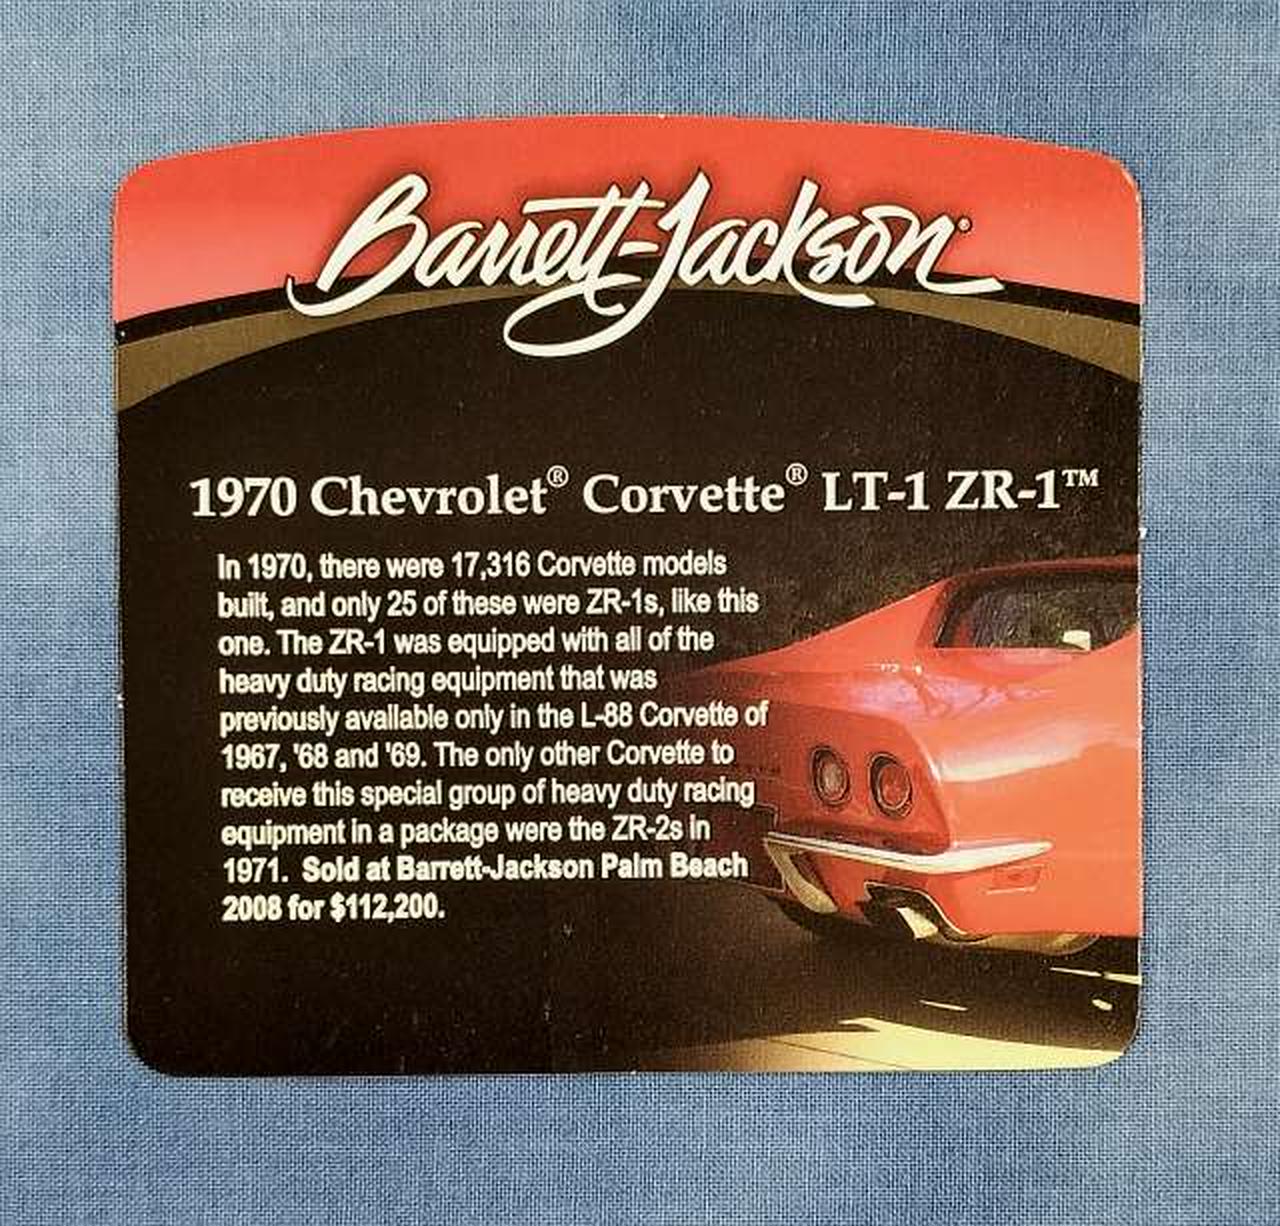 Barrett-Jackson®
1970 Chevrolet® Corvette® LT-1 ZR-1™
In 1970, there were 17,316 Corvette models
built, and only 25 of these were ZR-1s, like this
one. The ZR-1 was equipped with all of the
heavy duty racing equipment that was
previously available only in the L-88 Corvette of
1967, '68 and '69. The only other Corvette to
receive this special group of heavy duty racing
equipment in a package were the ZR-2s in
1971. Sold at Barrett-Jackson Palm Beach
2008 for $112,200.